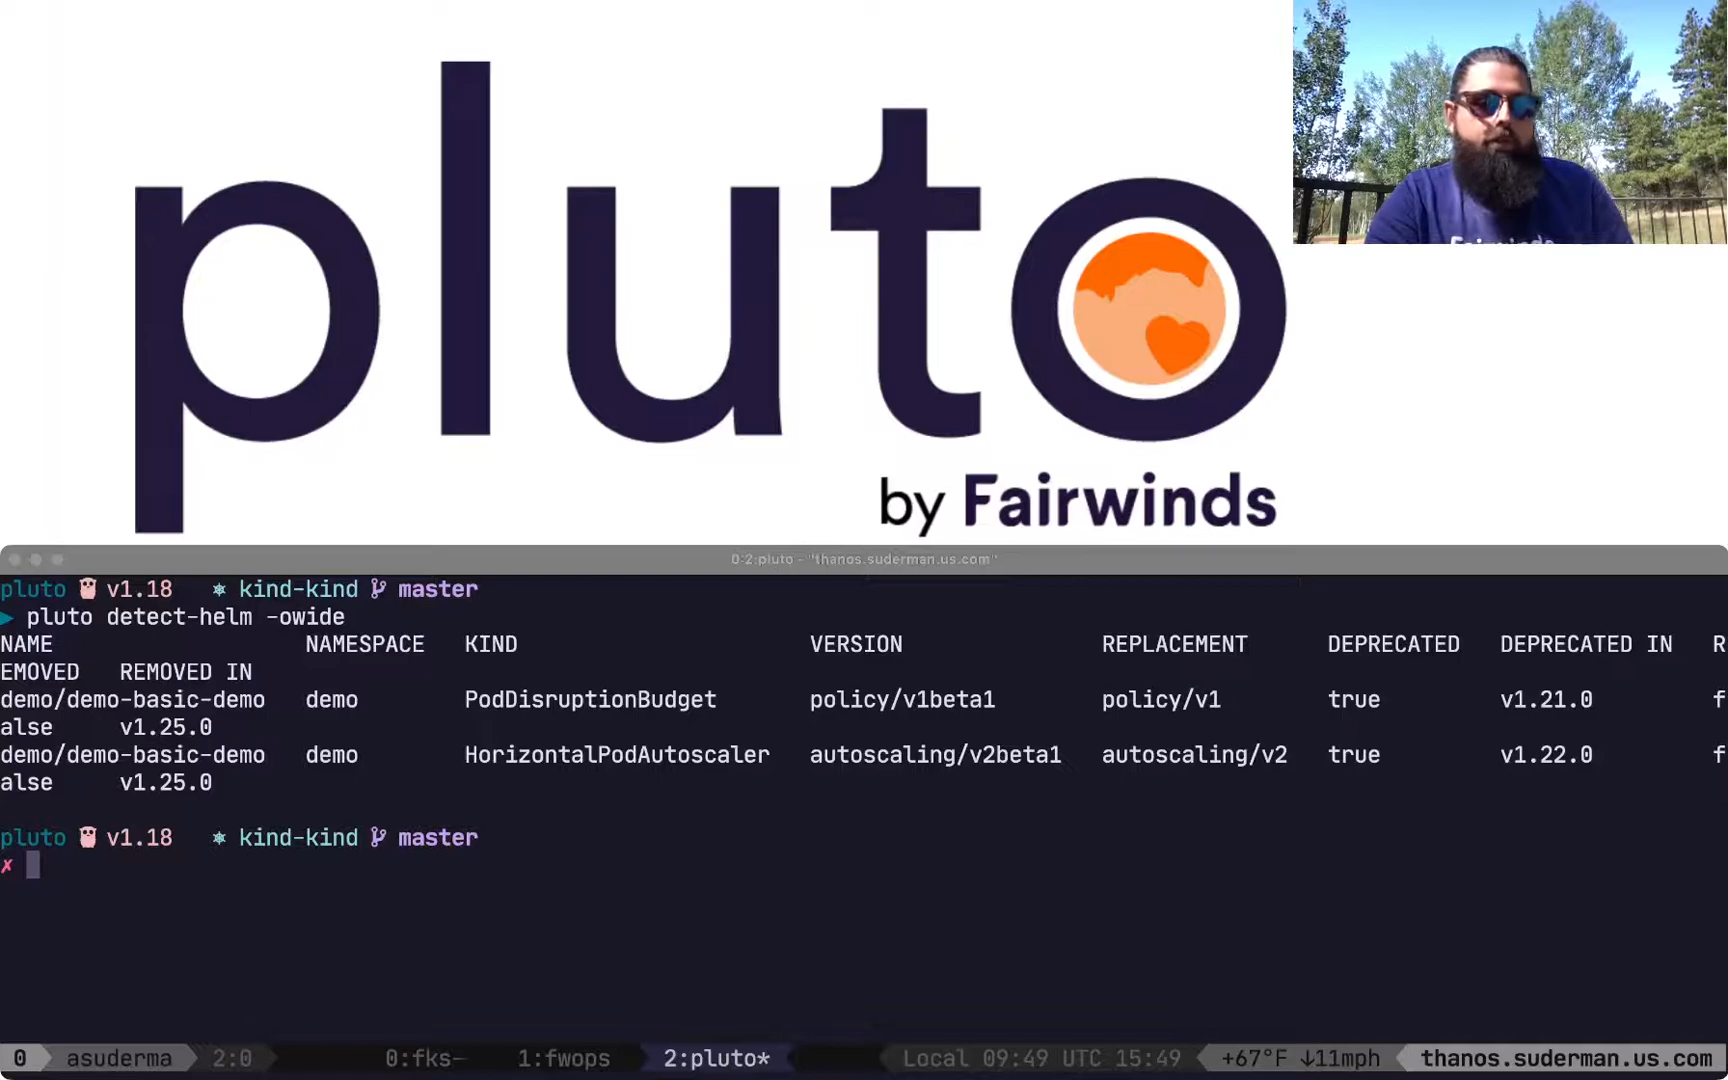 pluto
by Fairwinds
Fairwinds
0:2:pluto - "thanos.suderman.us.com"
pluto v1.18 kind-kind master
pluto detect-helm -owide
NAME NAMESPACE KIND VERSION REPLACEMENT DEPRECATED DEPRECATED IN R
EMOVED REMOVED IN
demo/demo-basic-demo demo PodDisruptionBudget policy/v1beta1 policy/v1 true v1.21.0 f
alse v1.25.0
demo/demo-basic-demo demo HorizontalPodAutoscaler autoscaling/v2beta1 autoscaling/v2 true v1.22.0 f
alse v1.25.0
pluto v1.18 kind-kind master
✗
0 asuderma 2:0 0:fks- 1:fwops 2:pluto* Local 09:49 UTC 15:49 +67°F ↓11mph thanos.suderman.us.com